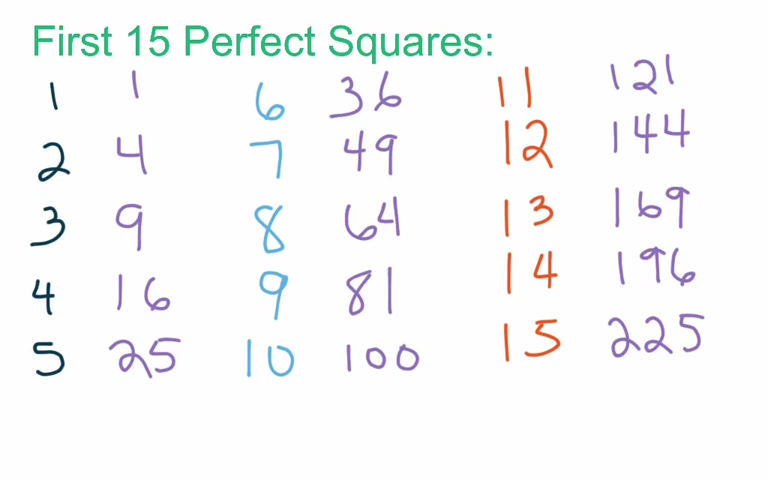 First 15 Perfect Squares:
1 1 6 36 11 121
2 4 7 49 12 144
3 9 8 64 13 169
4 16 9 81 14 196
5 25 10 100 15 225